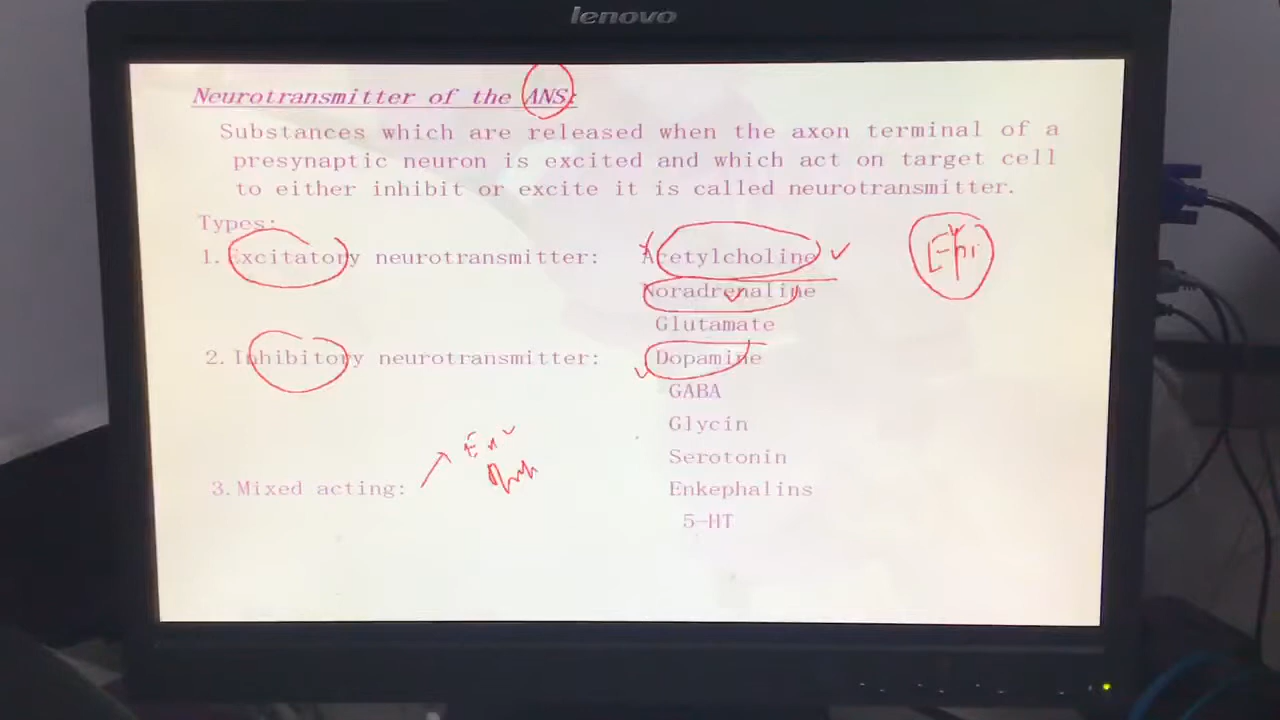 lenovo
Neurotransmitter of the ANS:
Substances which are released when the axon terminal of a
presynaptic neuron is excited and which act on target cell
to either inhibit or excite it is called neurotransmitter.
Types:
1. Excitatory neurotransmitter: Acetylcholine
Epi
Noradrenaline
Glutamate
2. Inhibitory neurotransmitter: Dopamine
GABA
Glycin
Serotonin
3. Mixed acting: Enkephalins
5-HT